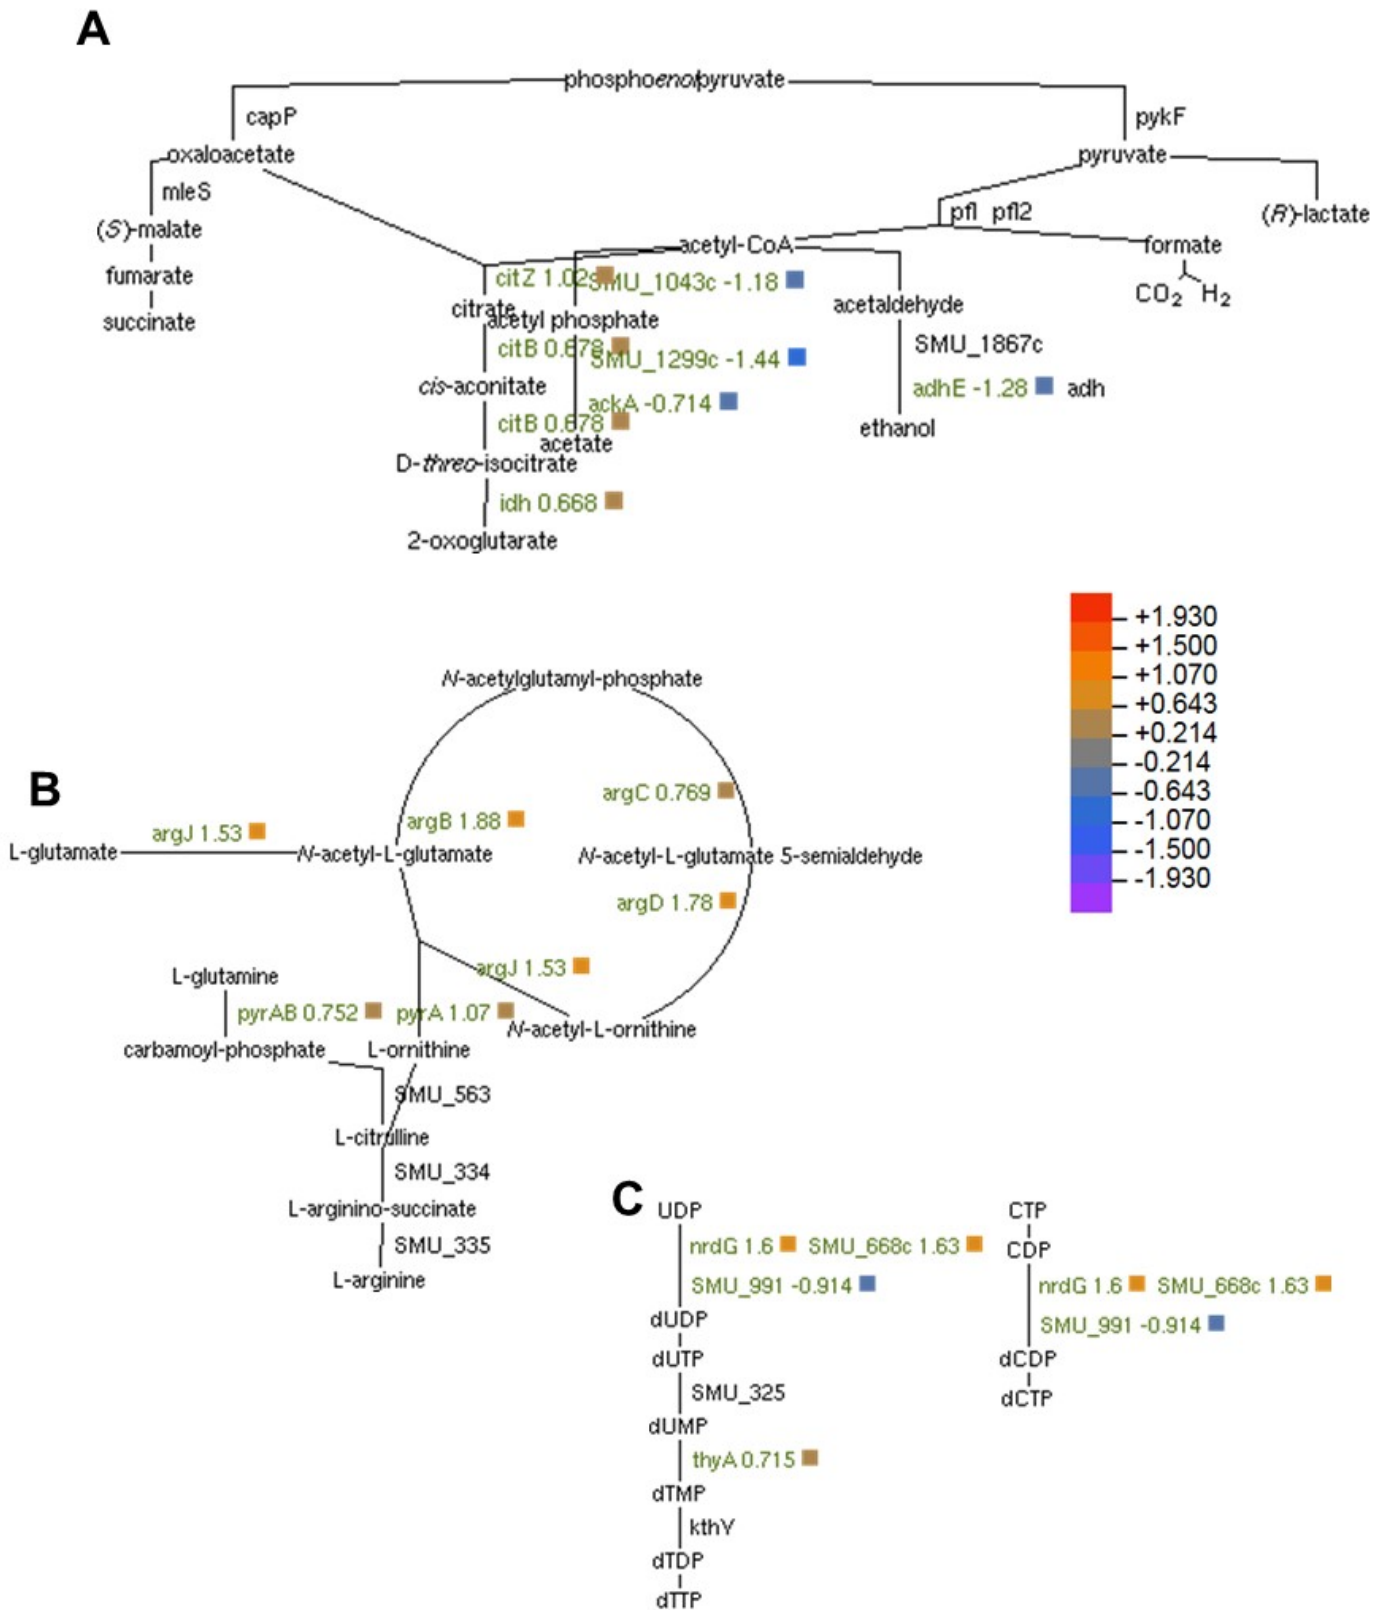 A
phosphoenolpyruvate
capP
pykF
oxaloacetate
pyruvate
mleS
(S)-malate
pfl pfl2
(R)-lactate
acetyl-CoA
formate
fumarate
citZ 1.02
SMU_1043c -1.18
CO2 H2
citrate
acetaldehyde
succinate
acetyl phosphate
citB 0.678
SMU_1299c -1.44
SMU_1867c
cis-aconitate
adhE -1.28 adh
ackA -0.714
citB 0.678
acetate
ethanol
D-threo-isocitrate
idh 0.668
2-oxoglutarate
+1.930
+1.500
+1.070
+0.643
+0.214
-0.214
-0.643
-1.070
-1.500
-1.930
B
N-acetylglutamyl-phosphate
argC 0.769
argJ 1.53
argB 1.88
L-glutamate
N-acetyl-L-glutamate
N-acetyl-L-glutamate 5-semialdehyde
argD 1.78
L-glutamine
argJ 1.53
pyrAB 0.752
pyrA 1.07
N-acetyl-L-ornithine
carbamoyl-phosphate
L-ornithine
SMU_563
L-citrulline
SMU_334
L-arginino-succinate
SMU_335
L-arginine
C
UDP
nrdG 1.6 SMU_668c 1.63
SMU_991 -0.914
dUDP
dUTP
SMU_325
dUMP
thyA 0.715
dTMP
kthY
dTDP
dTTP
CTP
CDP
nrdG 1.6 SMU_668c 1.63
SMU_991 -0.914
dCDP
dCTP